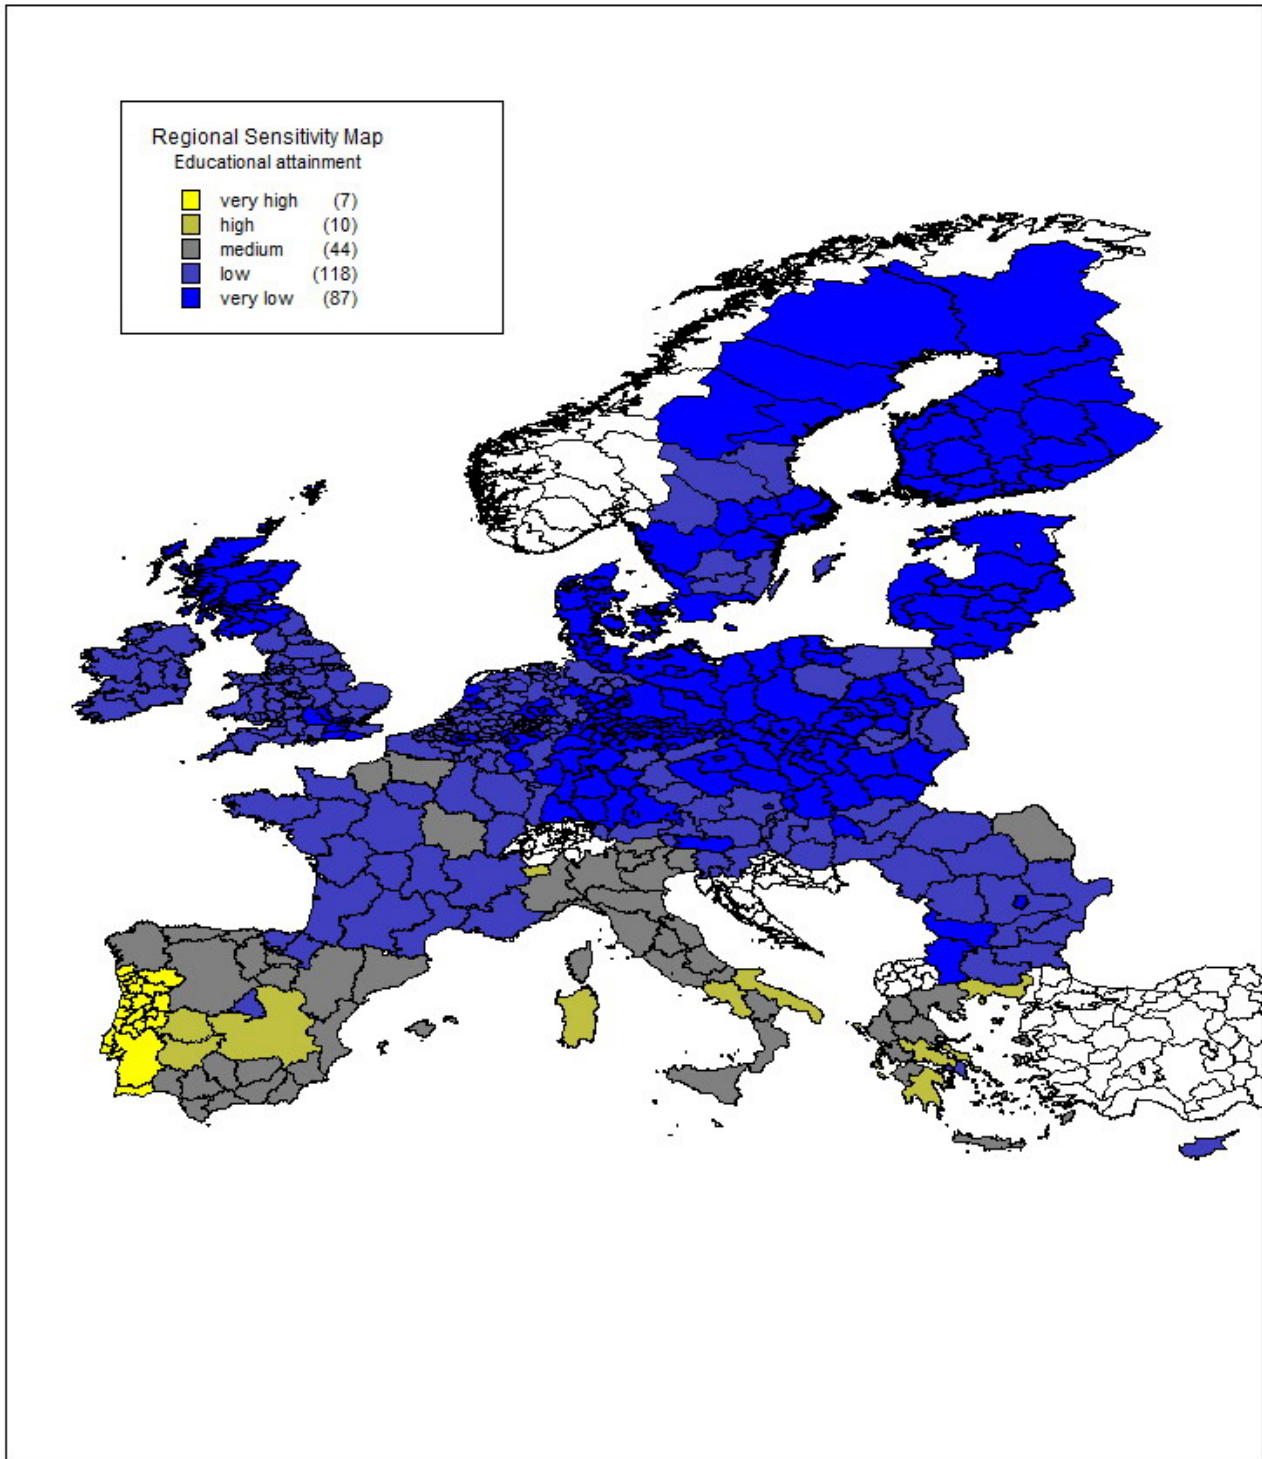 Regional Sensitivity Map
Educational attainment
very high (7)
high (10)
medium (44)
low (118)
very low (87)